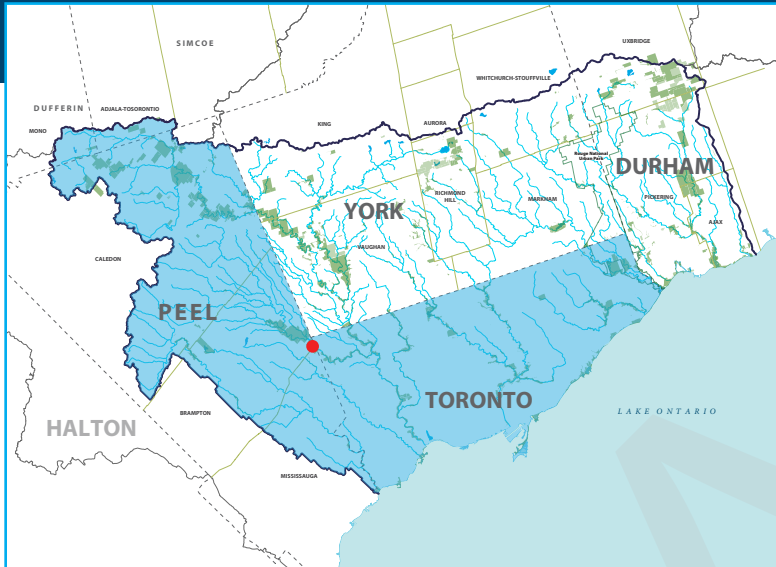 SIMCOE
UXBRIDGE
WHITCHURCH-STOUFFVILLE
DUFFERIN
ADJALA-TOSORONTIO
MONO
KING
AURORA
Rouge National
Urban Park
DURHAM
RICHMOND
HILL
YORK
MARKHAM
PICKERING
AJAX
VAUGHAN
CALEDON
PEEL
TORONTO
LAKE ONTARIO
BRAMPTON
HALTON
MISSISSAUGA